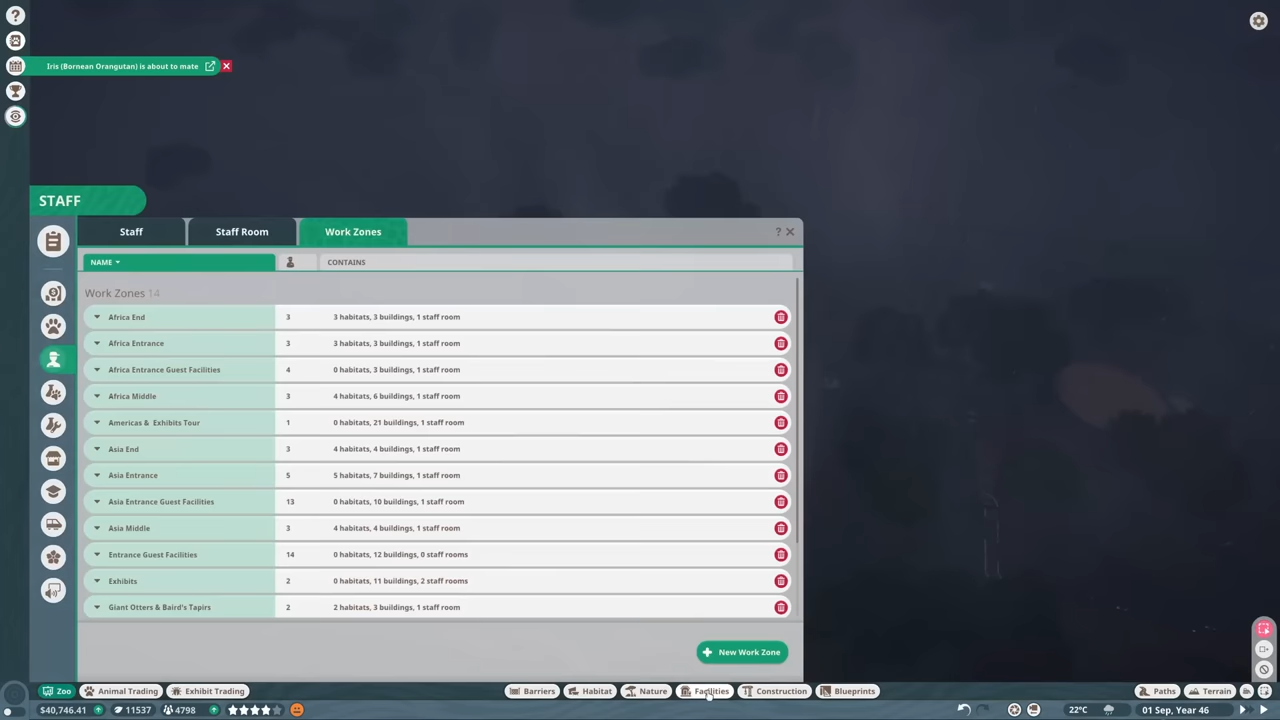 Iris (Bornean Orangutan) is about to mate
STAFF
Staff Staff Room Work Zones ?
NAME CONTAINS
Work Zones 14
Africa End 3 3 habitats, 3 buildings, 1 staff room
Africa Entrance 3 3 habitats, 3 buildings, 1 staff room
Africa Entrance Guest Facilities 4 0 habitats, 3 buildings, 1 staff room
Africa Middle 3 4 habitats, 6 buildings, 1 staff room
Americas & Exhibits Tour 1 0 habitats, 21 buildings, 1 staff room
Asia End 3 4 habitats, 4 buildings, 1 staff room
Asia Entrance 5 5 habitats, 7 buildings, 1 staff room
Asia Entrance Guest Facilities 13 0 habitats, 10 buildings, 1 staff room
Asia Middle 3 4 habitats, 4 buildings, 1 staff room
Entrance Guest Facilities 14 0 habitats, 12 buildings, 0 staff rooms
Exhibits 2 0 habitats, 11 buildings, 2 staff rooms
Giant Otters & Baird's Tapirs 2 2 habitats, 3 buildings, 1 staff room
New Work Zone
Zoo Animal Trading Exhibit Trading Barriers Habitat Nature Facilities Construction Blueprints Paths Terrain
$40,746.41 11537 4798 22°C 01 Sep, Year 46